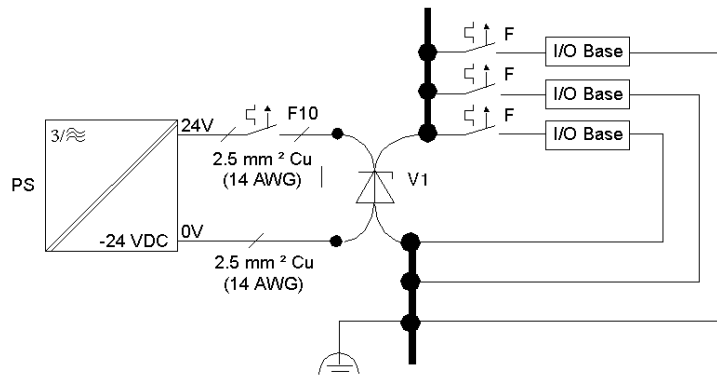 F
I/O Base
F
I/O Base
F
I/O Base
3/
24V
F10
2.5 mm ² Cu
(14 AWG)
V1
PS
-24 VDC
0V
2.5 mm ² Cu
(14 AWG)